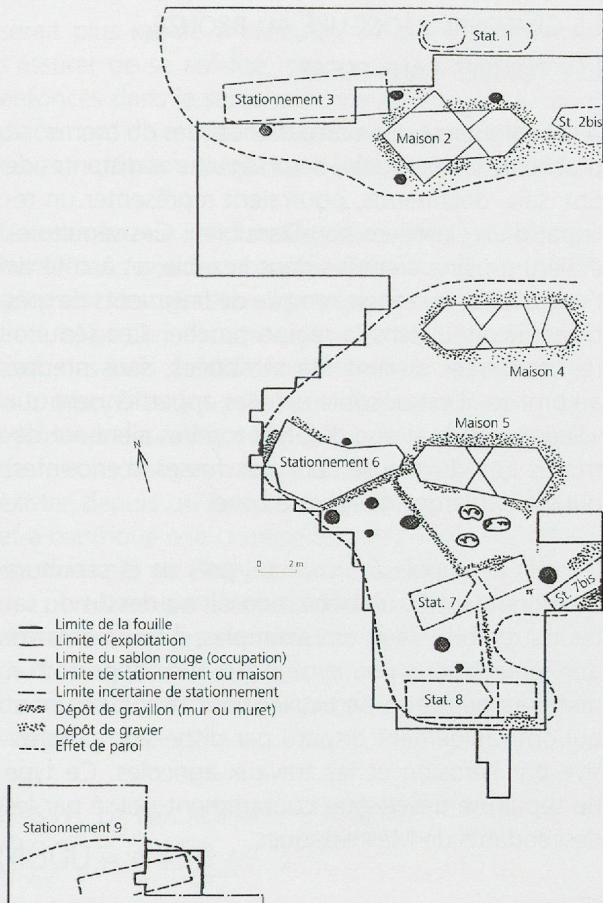 Stat. 1
Stationnement 3
St. 2bis
Maison 2
Maison 4
Maison 5
Stationnement 6
0 2 m
Stat. 7
St. 7bis
Stat. 8
Limite de la fouille
Limite d'exploitation
Limite du sablon rouge (occupation)
Limite de stationnement ou maison
Limite incertaine de stationnement
Dépôt de gravillon (mur ou muret)
Dépôt de gravier
Effet de paroi
Stationnement 9